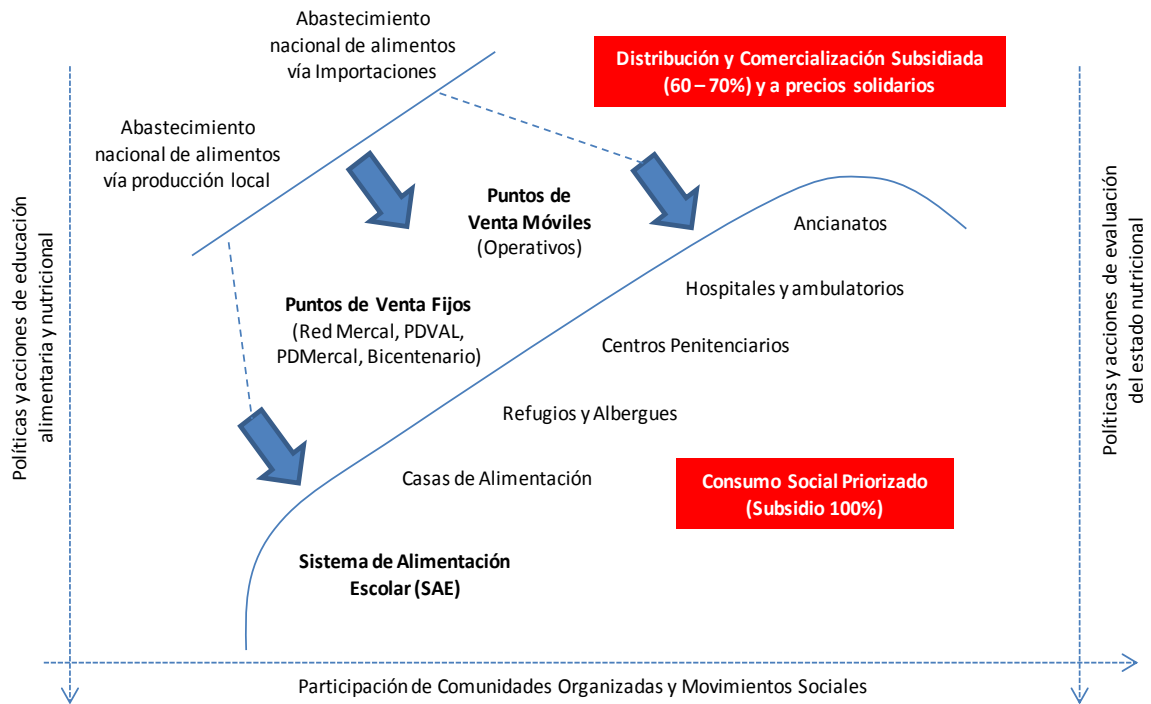 Abastecimiento
nacional de alimentos
vía Importaciones
Distribución y Comercialización Subsidiada
(60 – 70%) y a precios solidarios
Abastecimiento
nacional de alimentos
vía producción local
Puntos de
Venta Móviles
(Operativos)
Ancianatos
Hospitales y ambulatorios
Puntos de Venta Fijos
(Red Mercal, PDVAL,
PDMercal, Bicentenario)
Centros Penitenciarios
Refugios y Albergues
Casas de Alimentación
Consumo Social Priorizado
(Subsidio 100%)
Sistema de Alimentación
Escolar (SAE)
Políticas y acciones de educación
alimentaria y nutricional
Políticas y acciones de evaluación
del estado nutricional
Participación de Comunidades Organizadas y Movimientos Sociales